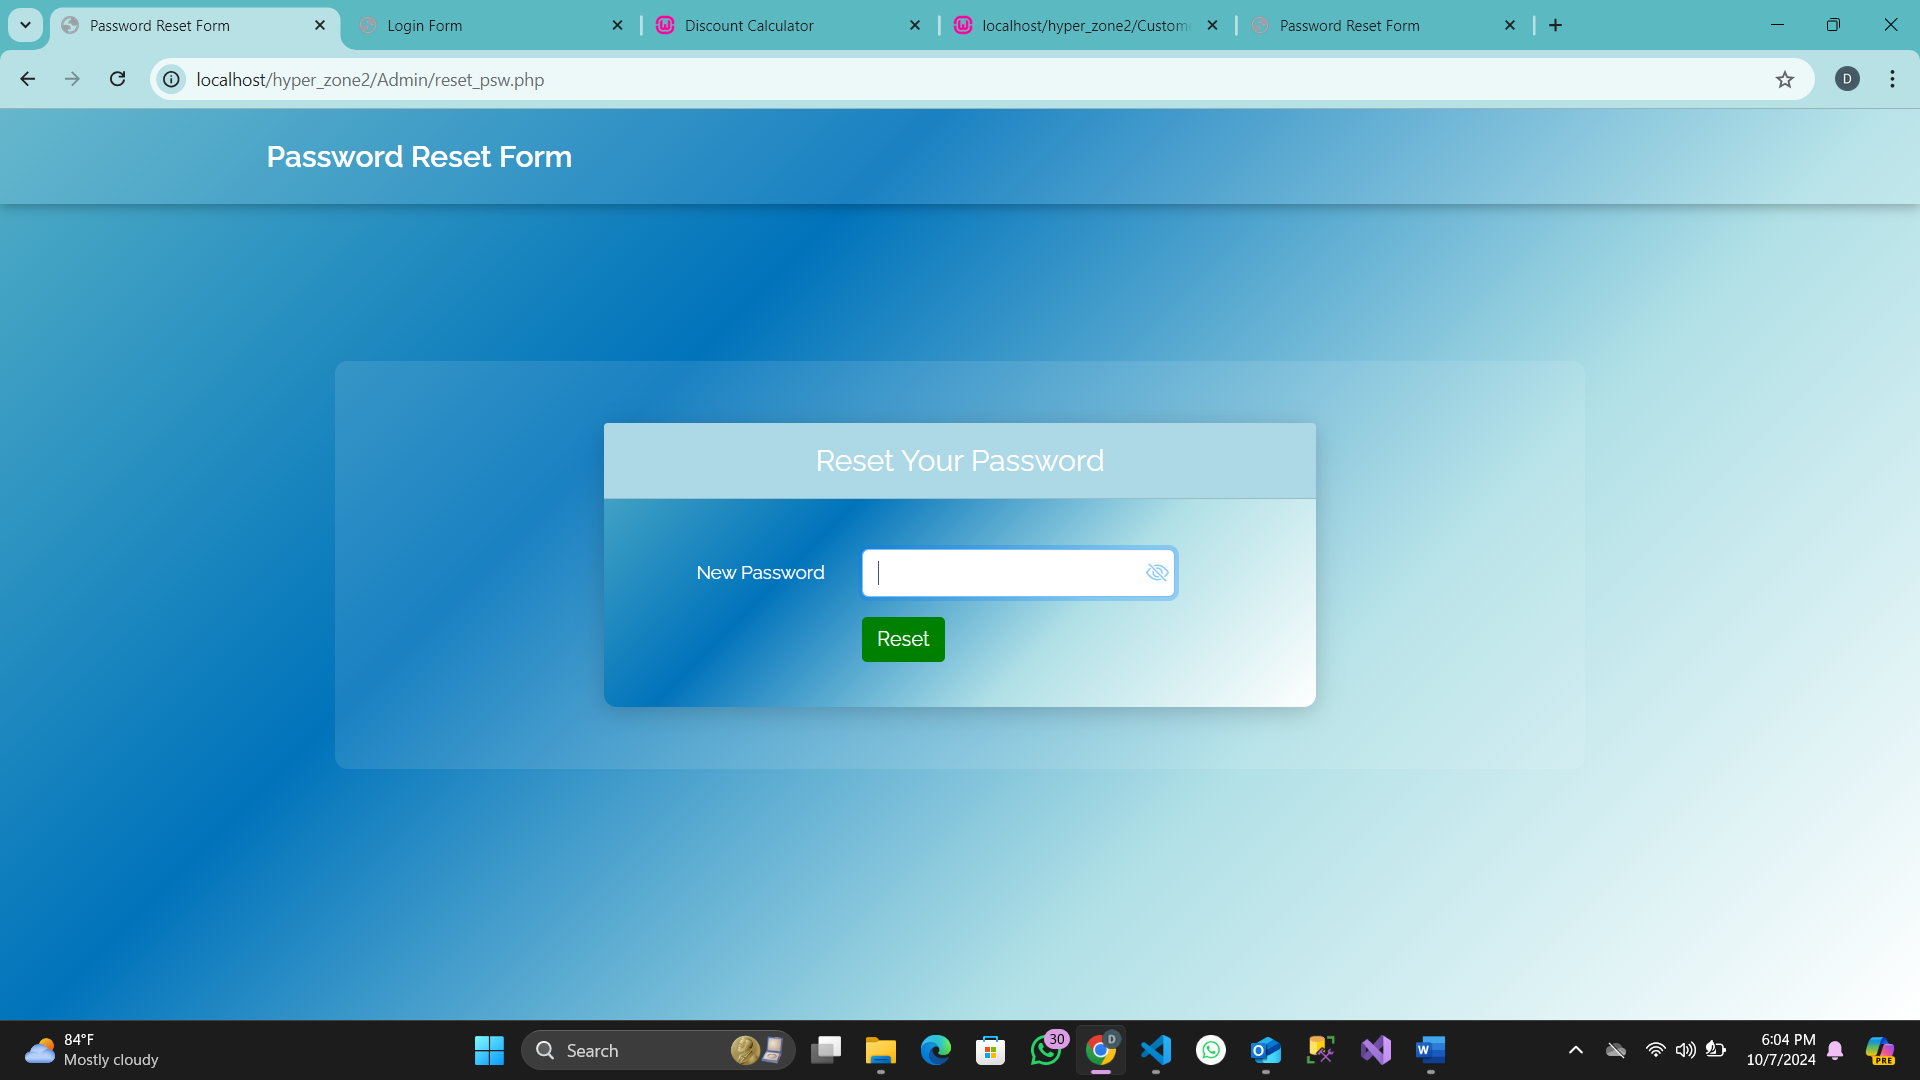 Password Reset Form
Login Form
Discount Calculator
localhost/hyper_zone2/Custom
Password Reset Form
localhost/hyper_zone2/Admin/reset_psw.php
D
Password Reset Form
Reset Your Password
New Password
Reset
84°F
Mostly cloudy
Search
30
D
6:04 PM
10/7/2024
PRE